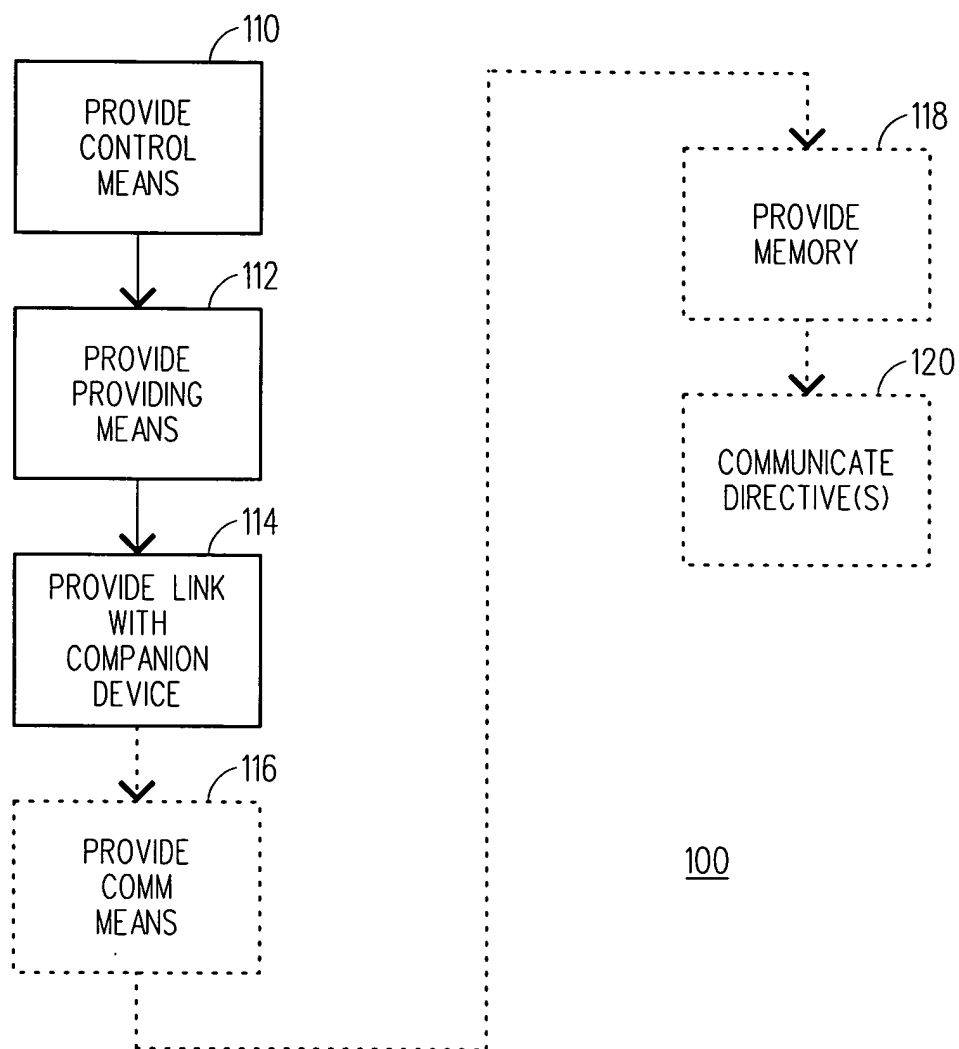 110
PROVIDE
CONTROL
MEANS
112
PROVIDE
PROVIDING
MEANS
114
PROVIDE LINK
WITH
COMPANION
DEVICE
116
PROVIDE
COMM
MEANS
118
PROVIDE
MEMORY
120
COMMUNICATE
DIRECTIVE(S)
100